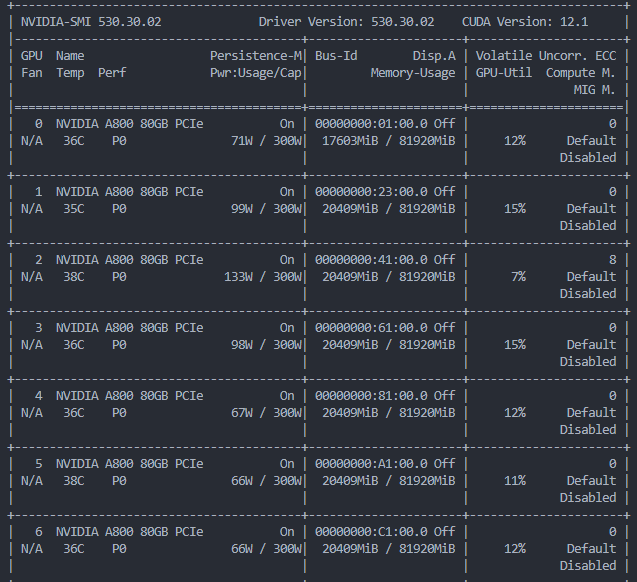 +-----------------------------------------------------------------------------+
| NVIDIA-SMI 530.30.02              Driver Version: 530.30.02    CUDA Version: 12.1     |
|-----------------------------------------+----------------------+----------------------+
| GPU  Name                  Persistence-M| Bus-Id        Disp.A | Volatile Uncorr. ECC |
| Fan  Temp  Perf            Pwr:Usage/Cap|         Memory-Usage | GPU-Util  Compute M. |
|                                         |                      |               MIG M. |
|=========================================+======================+======================|
|   0  NVIDIA A800 80GB PCIe           On | 00000000:01:00.0 Off |                    0 |
| N/A   36C    P0               71W / 300W| 17603MiB / 81920MiB |     12%      Default |
|                                         |                      |             Disabled |
+-----------------------------------------+----------------------+----------------------+
|   1  NVIDIA A800 80GB PCIe           On | 00000000:23:00.0 Off |                    0 |
| N/A   35C    P0               99W / 300W| 20409MiB / 81920MiB |     15%      Default |
|                                         |                      |             Disabled |
+-----------------------------------------+----------------------+----------------------+
|   2  NVIDIA A800 80GB PCIe           On | 00000000:41:00.0 Off |                    8 |
| N/A   38C    P0              133W / 300W| 20409MiB / 81920MiB |      7%      Default |
|                                         |                      |             Disabled |
+-----------------------------------------+----------------------+----------------------+
|   3  NVIDIA A800 80GB PCIe           On | 00000000:61:00.0 Off |                    0 |
| N/A   36C    P0               98W / 300W| 20409MiB / 81920MiB |     15%      Default |
|                                         |                      |             Disabled |
+-----------------------------------------+----------------------+----------------------+
|   4  NVIDIA A800 80GB PCIe           On | 00000000:81:00.0 Off |                    0 |
| N/A   36C    P0               67W / 300W| 20409MiB / 81920MiB |     12%      Default |
|                                         |                      |             Disabled |
+-----------------------------------------+----------------------+----------------------+
|   5  NVIDIA A800 80GB PCIe           On | 00000000:A1:00.0 Off |                    0 |
| N/A   38C    P0               66W / 300W| 20409MiB / 81920MiB |     11%      Default |
|                                         |                      |             Disabled |
+-----------------------------------------+----------------------+----------------------+
|   6  NVIDIA A800 80GB PCIe           On | 00000000:C1:00.0 Off |                    0 |
| N/A   36C    P0               66W / 300W| 20409MiB / 81920MiB |     12%      Default |
|                                         |                      |             Disabled |
+-----------------------------------------+----------------------+----------------------+